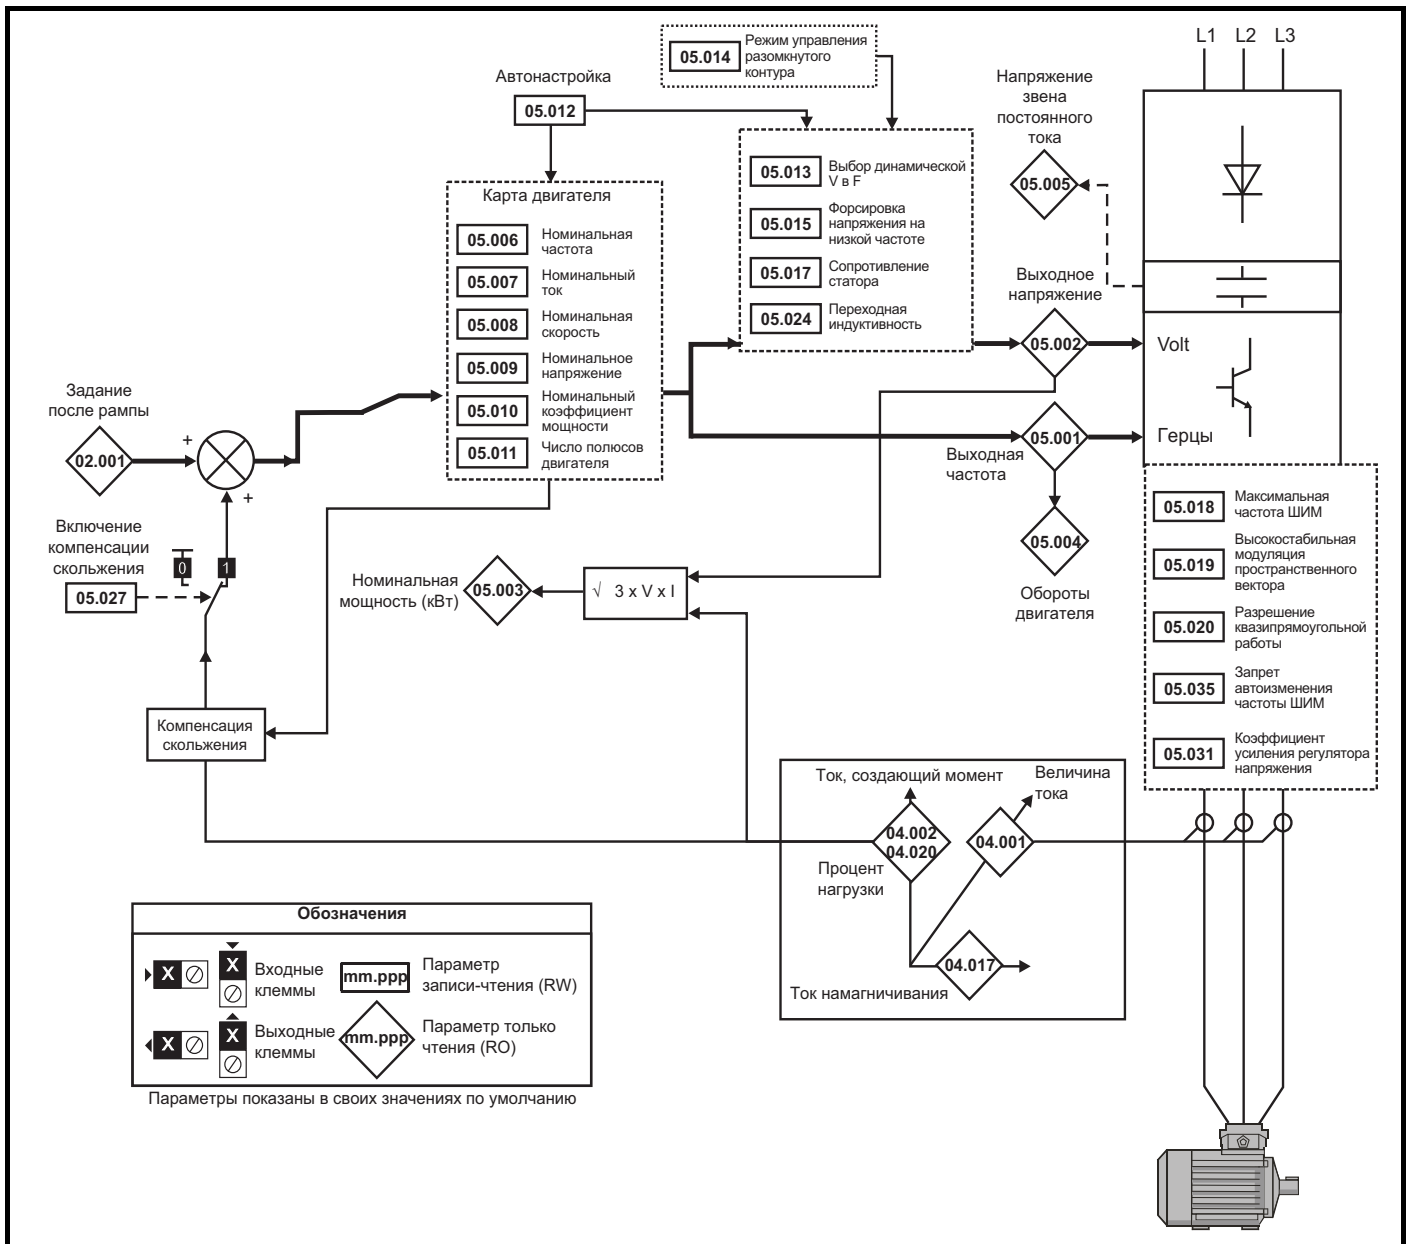 05.014
Режим управления
разомкнутого
контура
L1 L2 L3
Автонастройка
05.012
Напряжение
звена
постоянного
тока
05.005
05.013
Выбор динамической
V в F
05.015
Форсировка
напряжения на
низкой частоте
05.017
Сопротивление
статора
05.024
Переходная
индуктивность
Карта двигателя
05.006
Номинальная
частота
05.007
Номинальный
ток
05.008
Номинальная
скорость
05.009
Номинальное
напряжение
05.010
Номинальный
коэффициент
мощности
05.011
Число полюсов
двигателя
Выходное
напряжение
05.002
Volt
Задание
после рампы
02.001
+
+
05.001
Герцы
Выходная
частота
05.004
Обороты
двигателя
Включение
компенсации
скольжения
05.027
0
1
Номинальная
мощность (кВт)
05.003
√ 3 x V x I
05.018
Максимальная
частота ШИМ
05.019
Высокостабильная
модуляция
пространственного
вектора
05.020
Разрешение
квазипрямоугольной
работы
05.035
Запрет
автоизменения
частоты ШИМ
05.031
Коэффициент
усиления регулятора
напряжения
Компенсация
скольжения
Ток, создающий момент
Величина
тока
04.002
04.020
04.001
Процент
нагрузки
04.017
Ток намагничивания
Обозначения
X
X
Входные
клеммы
mm.ppp
Параметр
записи-чтения (RW)
X
X
Выходные
клеммы
mm.ppp
Параметр только
чтения (RO)
Параметры показаны в своих значениях по умолчанию